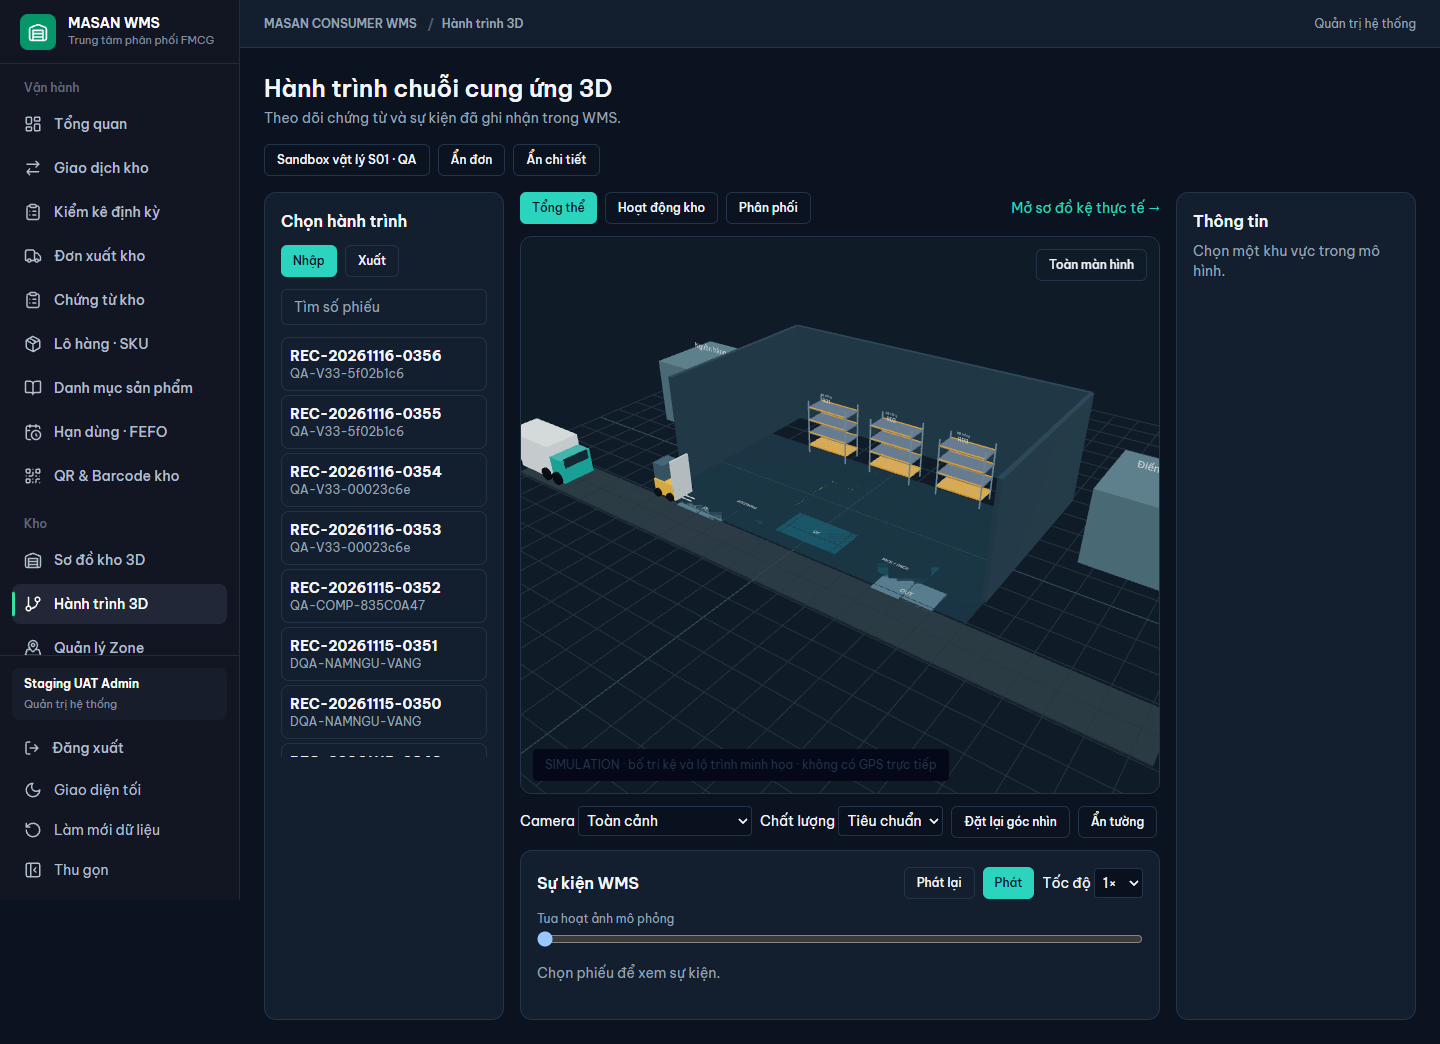 MASAN WMS
Trung tâm phân phối FMCG
MASAN CONSUMER WMS / Hành trình 3D
Quản trị hệ thống
Vận hành
Tổng quan
Giao dịch kho
Kiểm kê định kỳ
Đơn xuất kho
Chứng từ kho
Lô hàng · SKU
Danh mục sản phẩm
Hạn dùng · FEFO
QR & Barcode kho
Kho
Sơ đồ kho 3D
Hành trình 3D
Quản lý Zone
Staging UAT Admin
Quản trị hệ thống
Đăng xuất
Giao diện tối
Làm mới dữ liệu
Thu gọn
Hành trình chuỗi cung ứng 3D
Theo dõi chứng từ và sự kiện đã ghi nhận trong WMS.
Sandbox vật lý S01 · QA
Ẩn đơn
Ẩn chi tiết
Chọn hành trình
Nhập
Xuất
Tìm số phiếu
REC-20261116-0356
QA-V33-5f02b1c6
REC-20261116-0355
QA-V33-5f02b1c6
REC-20261116-0354
QA-V33-00023c6e
REC-20261116-0353
QA-V33-00023c6e
REC-20261115-0352
QA-COMP-835C0A47
REC-20261115-0351
DQA-NAMNGU-VANG
REC-20261115-0350
DQA-NAMNGU-VANG
Tổng thể
Hoạt động kho
Phân phối
Mở sơ đồ kệ thực tế →
Toàn màn hình
OUT
SIMULATION · bố trí kệ và lộ trình minh họa · không có GPS trực tiếp
Camera Toàn cảnh
Chất lượng Tiêu chuẩn
Đặt lại góc nhìn
Ẩn tường
Sự kiện WMS
Phát lại
Phát
Tốc độ 1×
Tua hoạt ảnh mô phỏng
Chọn phiếu để xem sự kiện.
Thông tin
Chọn một khu vực trong mô
hình.